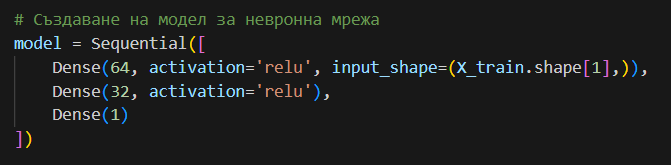 # Създаване на модел за невронна мрежа
model = Sequential([
    Dense(64, activation='relu', input_shape=(X_train.shape[1],)),
    Dense(32, activation='relu'),
    Dense(1)
])